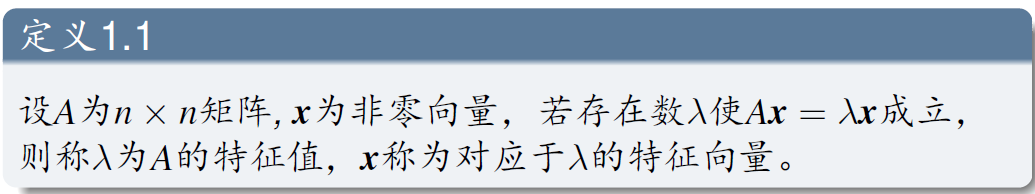 定义1.1
设A为n × n矩阵, x为非零向量，若存在数λ使Ax = λx成立，
则称λ为A的特征值，x称为对应于λ的特征向量。